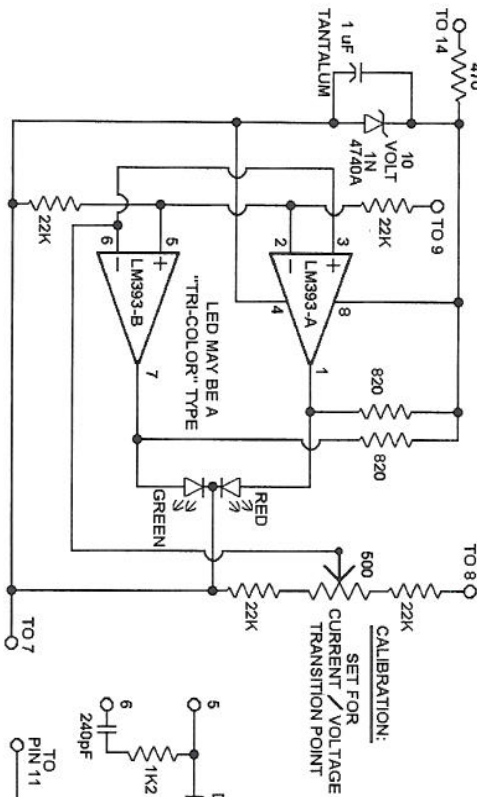 TO 8
22K
500
22K
CALIBRATION:
SET FOR
CURRENT / VOLTAGE
TRANSITION POINT
470
TO 14
1 uF
TANTALUM
10
VOLT
1N
4740A
820
820
TO 9
22K
22K
3
+
2
−
8
4
1
LM393-A
5
+
6
−
7
LM393-B
LED MAY BE A
"TRI-COLOR" TYPE
RED
GREEN
TO 7
5
6
240pF
1K2
TO
PIN 11